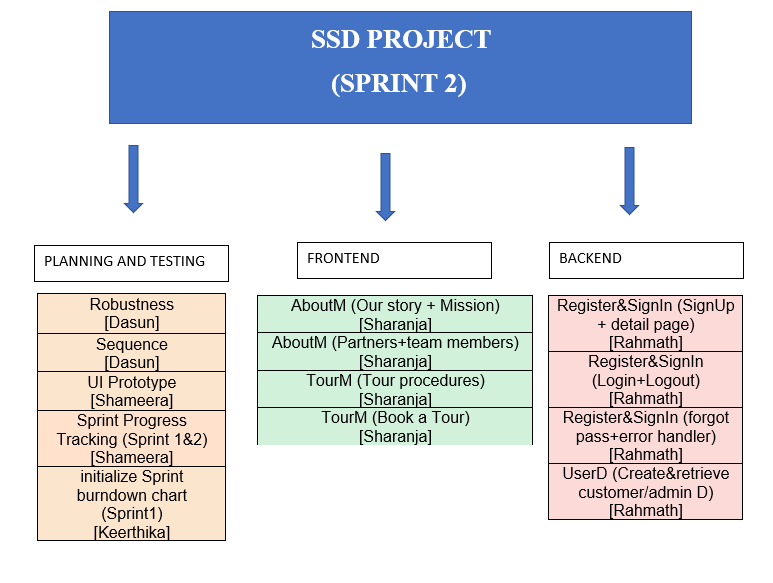 SSD PROJECT
(SPRINT 2)
PLANNING AND TESTING
Robustness
[Dasun]
Sequence
[Dasun]
UI Prototype
[Shameera]
Sprint Progress
Tracking (Sprint 1&2)
[Shameera]
initialize Sprint
burndown chart
(Sprint1)
[Keerthika]
FRONTEND
AboutM (Our story + Mission)
[Sharanja]
AboutM (Partners+team members)
[Sharanja]
TourM (Tour procedures)
[Sharanja]
TourM (Book a Tour)
[Sharanja]
BACKEND
Register&SignIn (SignUp
+ detail page)
[Rahmath]
Register&SignIn
(Login+Logout)
[Rahmath]
Register&SignIn (forgot
pass+error handler)
[Rahmath]
UserD (Create&retrieve
customer/admin D)
[Rahmath]